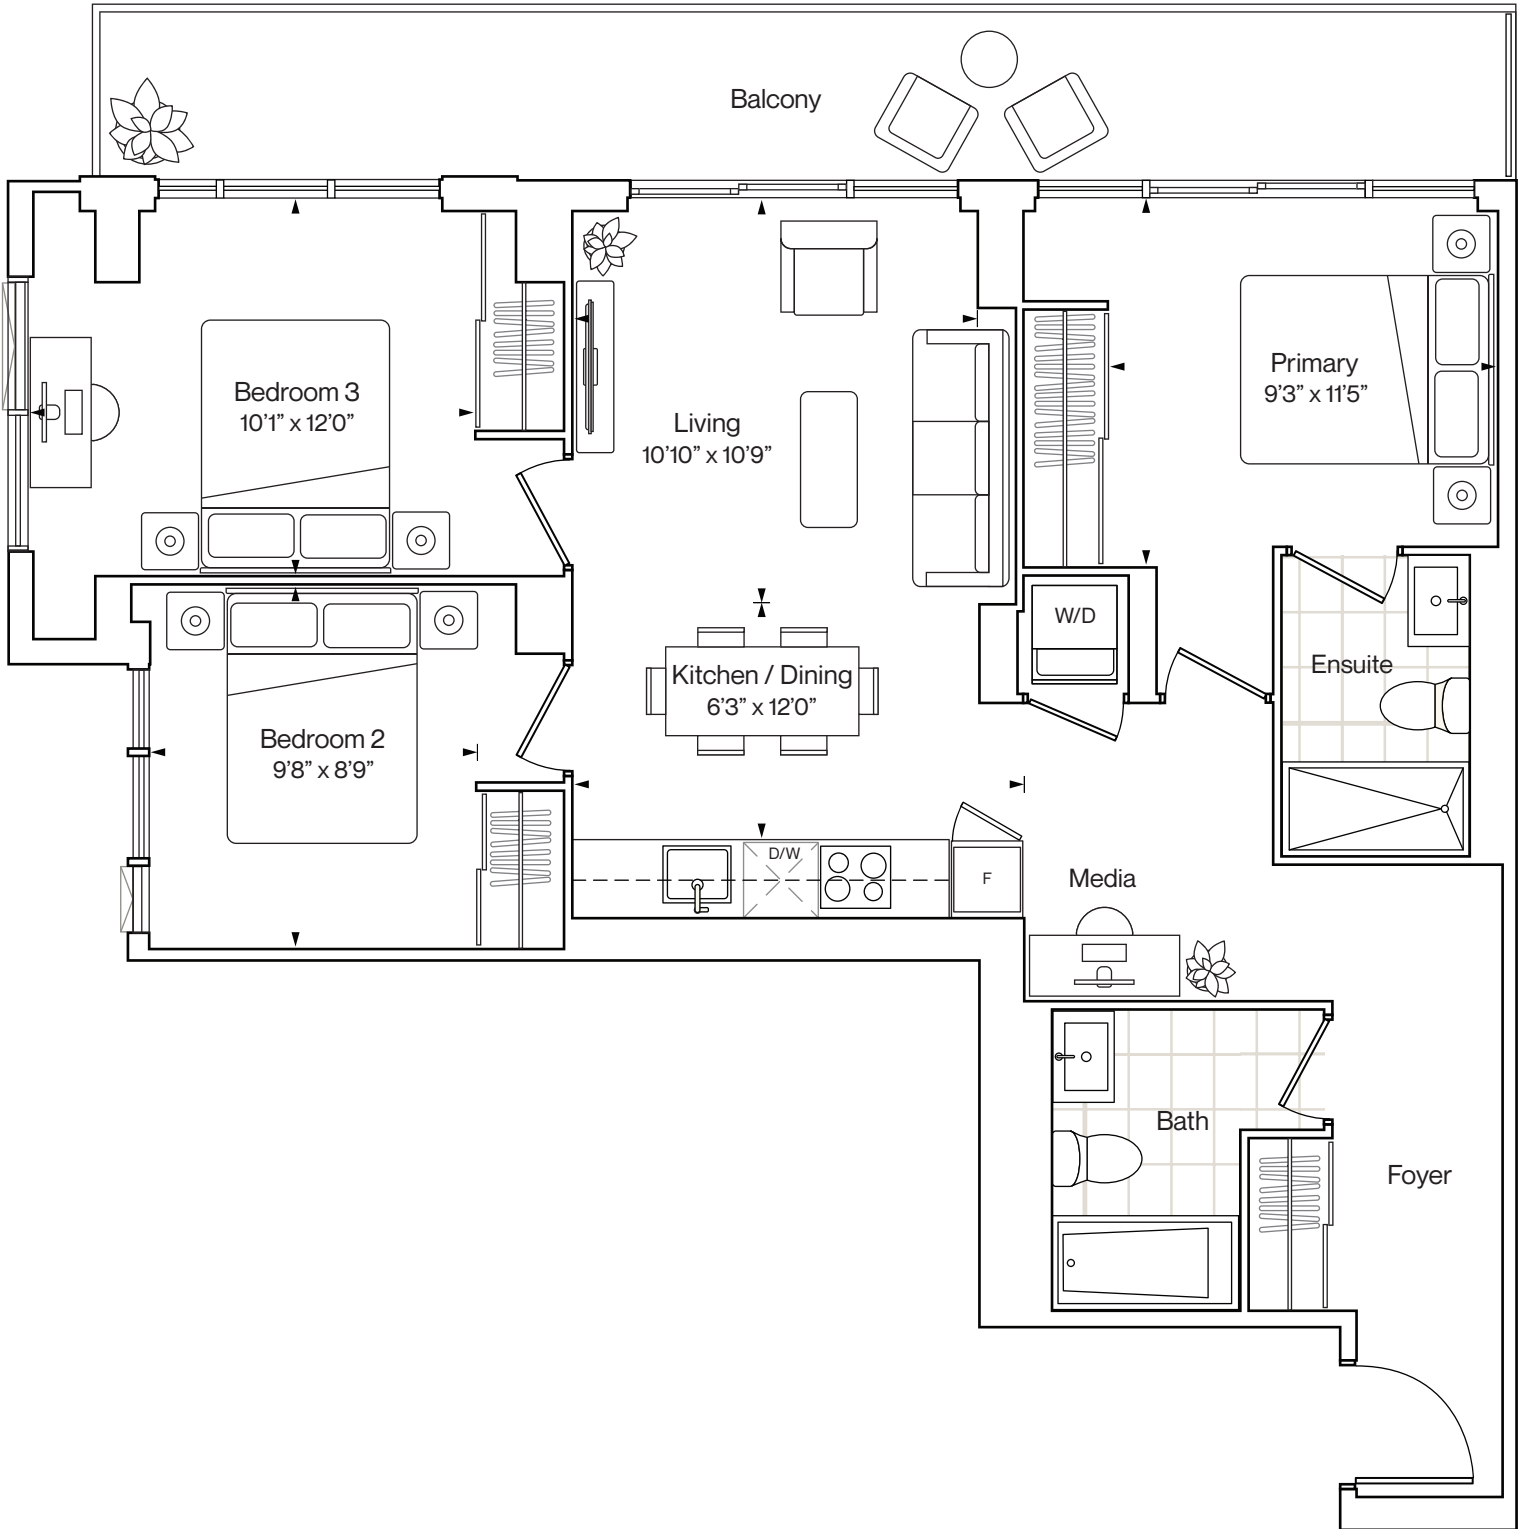 Balcony
Bedroom 3
10’1” x 12’0”
Living
10’10” x 10’9”
Primary
9’3” x 11’5”
W/D
Ensuite
Kitchen / Dining
6’3” x 12’0”
Bedroom 2
9’8” x 8’9”
D/W
F
Media
Bath
Foyer